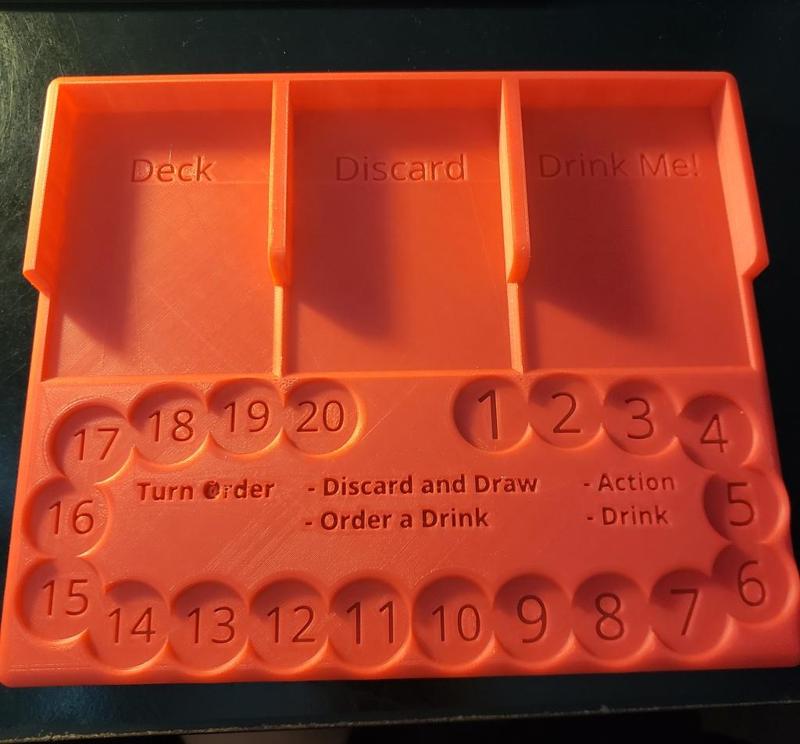 Deck Discard Drink Me!
17 18 19 20 1 2 3 4
Turn Order - Discard and Draw - Action
16 5
- Order a Drink - Drink
15 14 13 12 11 10 9 8 7 6